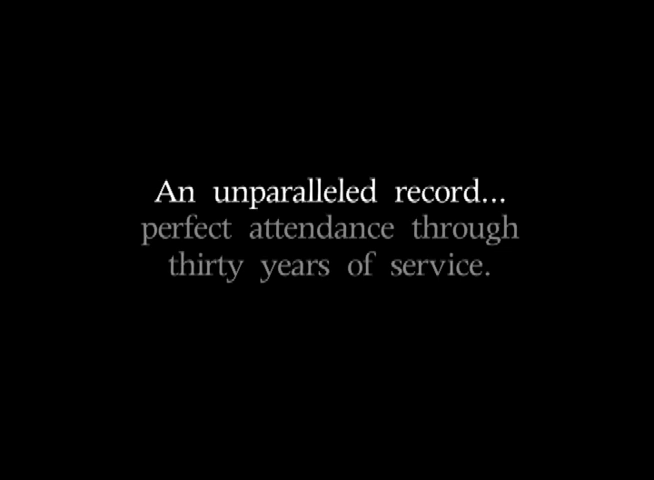 An unparalleled record...
perfect attendance through
thirty years of service.